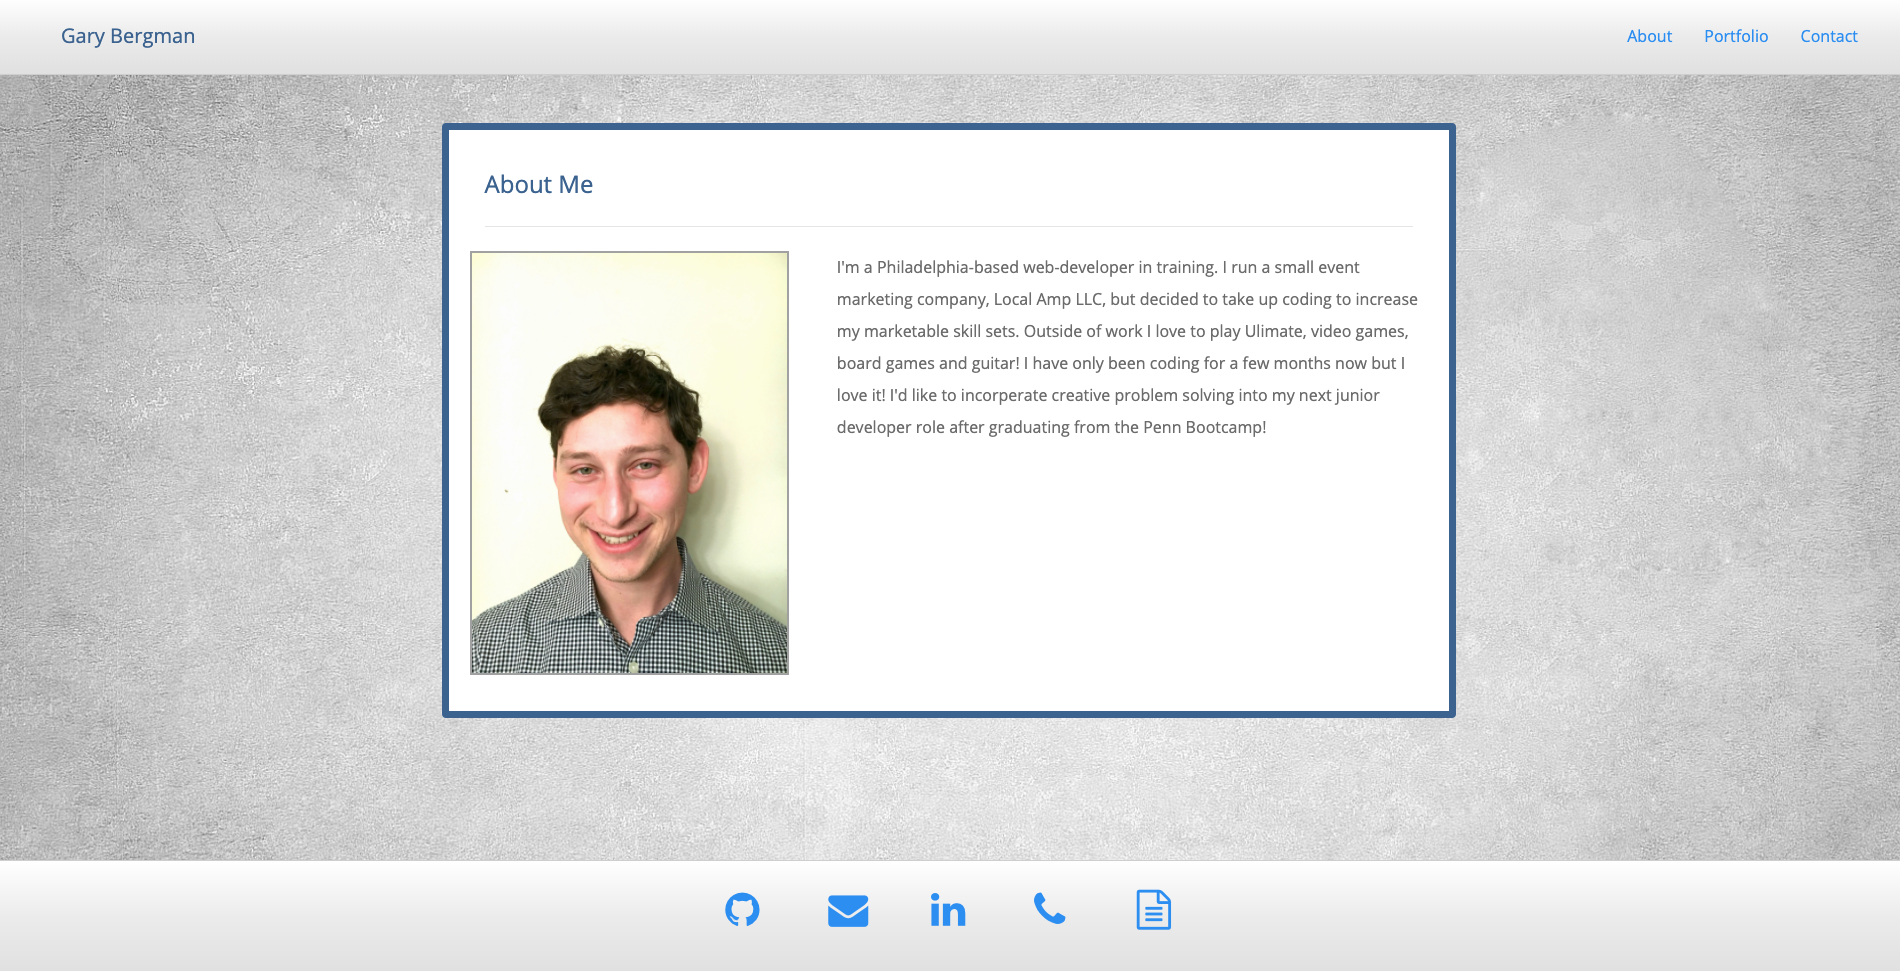 Gary Bergman
About Portfolio Contact
About Me
I'm a Philadelphia-based web-developer in training. I run a small event
marketing company, Local Amp LLC, but decided to take up coding to increase
my marketable skill sets. Outside of work I love to play Ulimate, video games,
board games and guitar! I have only been coding for a few months now but I
love it! I'd like to incorperate creative problem solving into my next junior
developer role after graduating from the Penn Bootcamp!
in